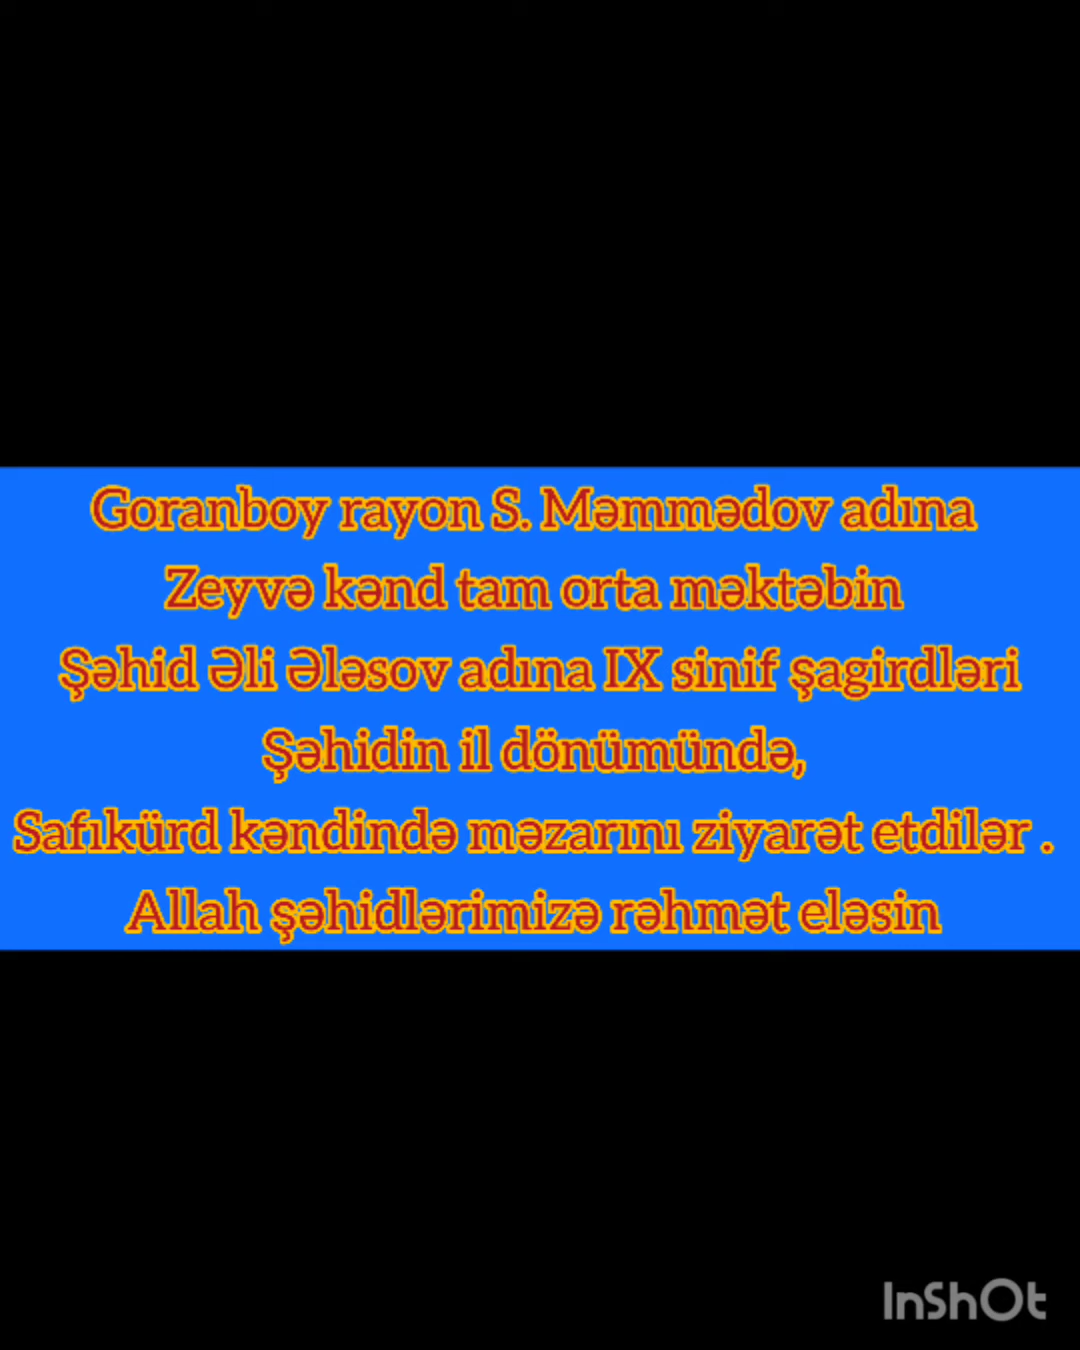 Goranboy rayon S. Məmmədov adına
Zeyvə kənd tam orta məktəbin
Şəhid Əli Ələsov adına IX sinif şagirdləri
Şəhidin il dönümündə,
Safıkürd kəndində məzarını ziyarət etdilər .
Allah şəhidlərimizə rəhmət eləsin
InShOt